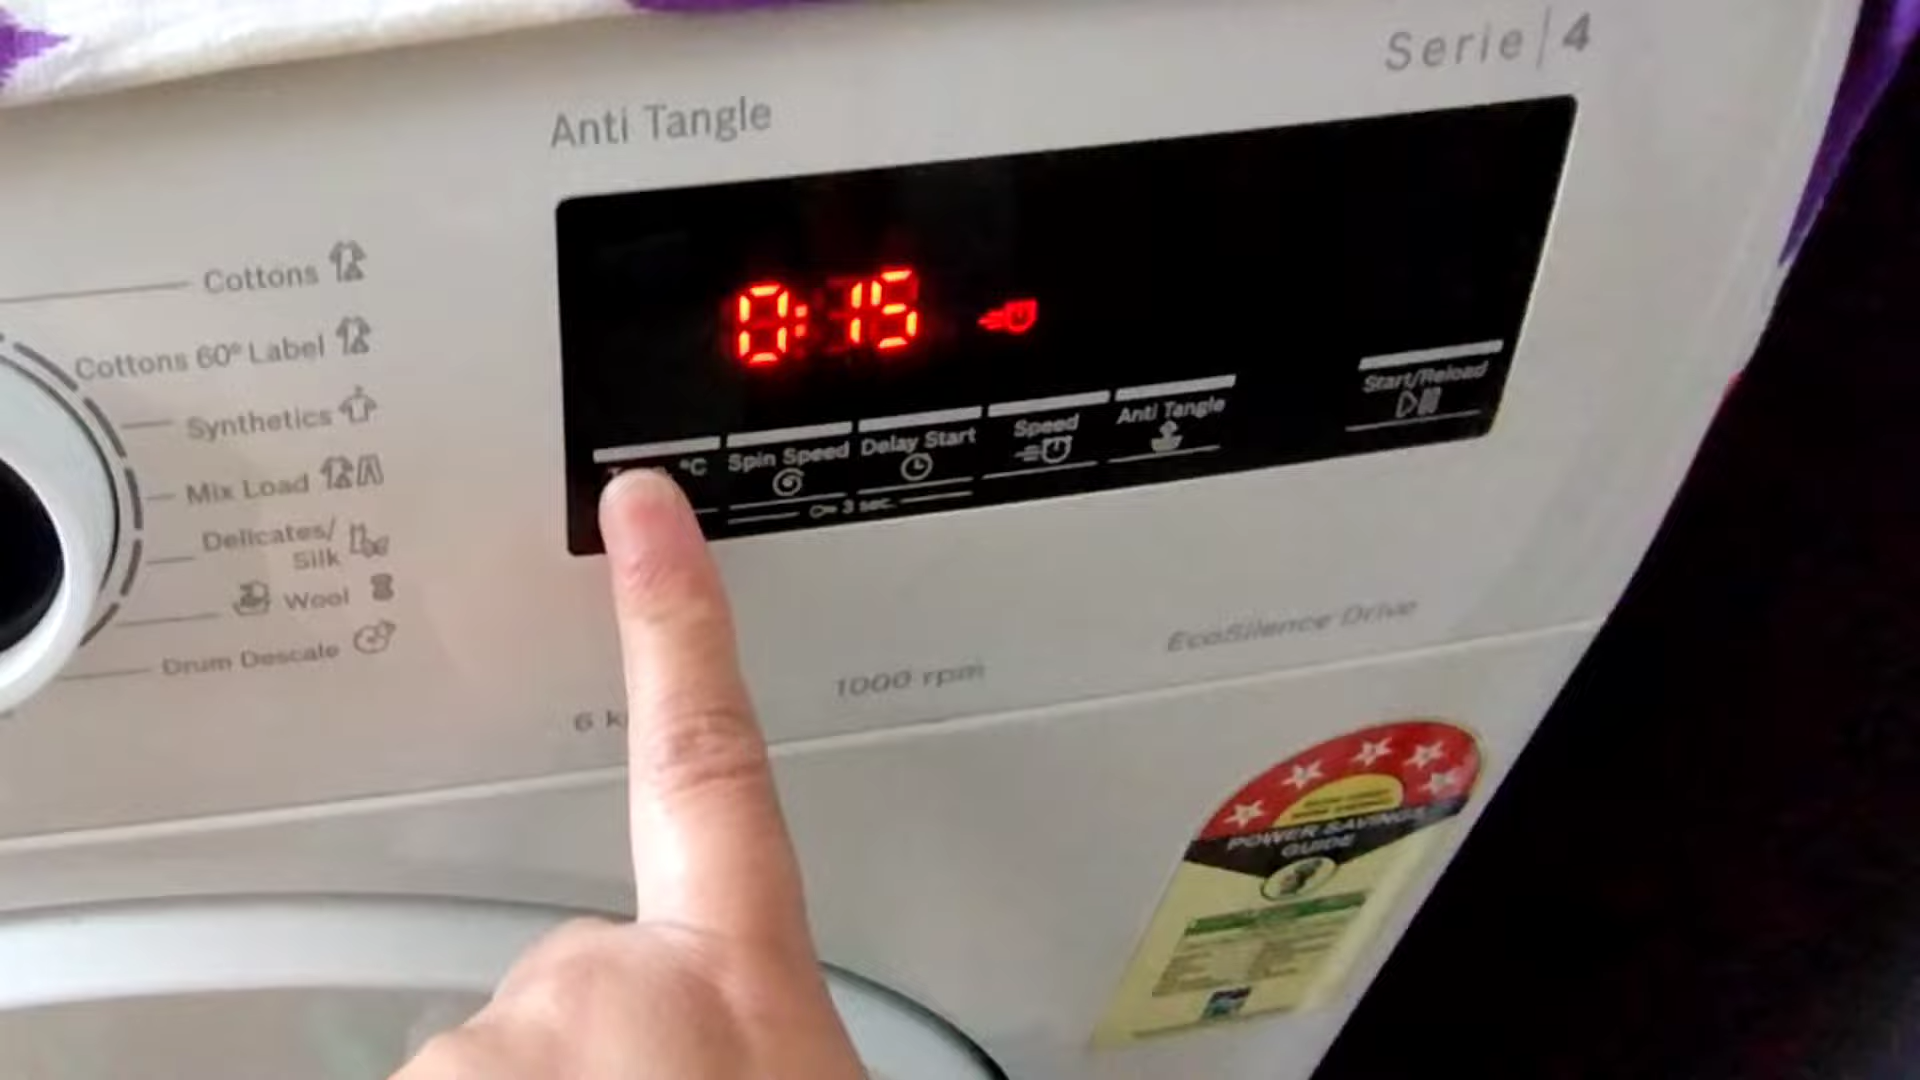 Serie | 4
Anti Tangle
0:15
Cottons
Cottons 60° Label
Synthetics
Mix Load
Delicates/
Silk
Wool
Drum Descale
°C
Spin Speed
Delay Start
Speed
Anti Tangle
Start/Reload
3 sec.
6
1000 rpm
EcoSilence Drive
POWER SAVINGS
GUIDE